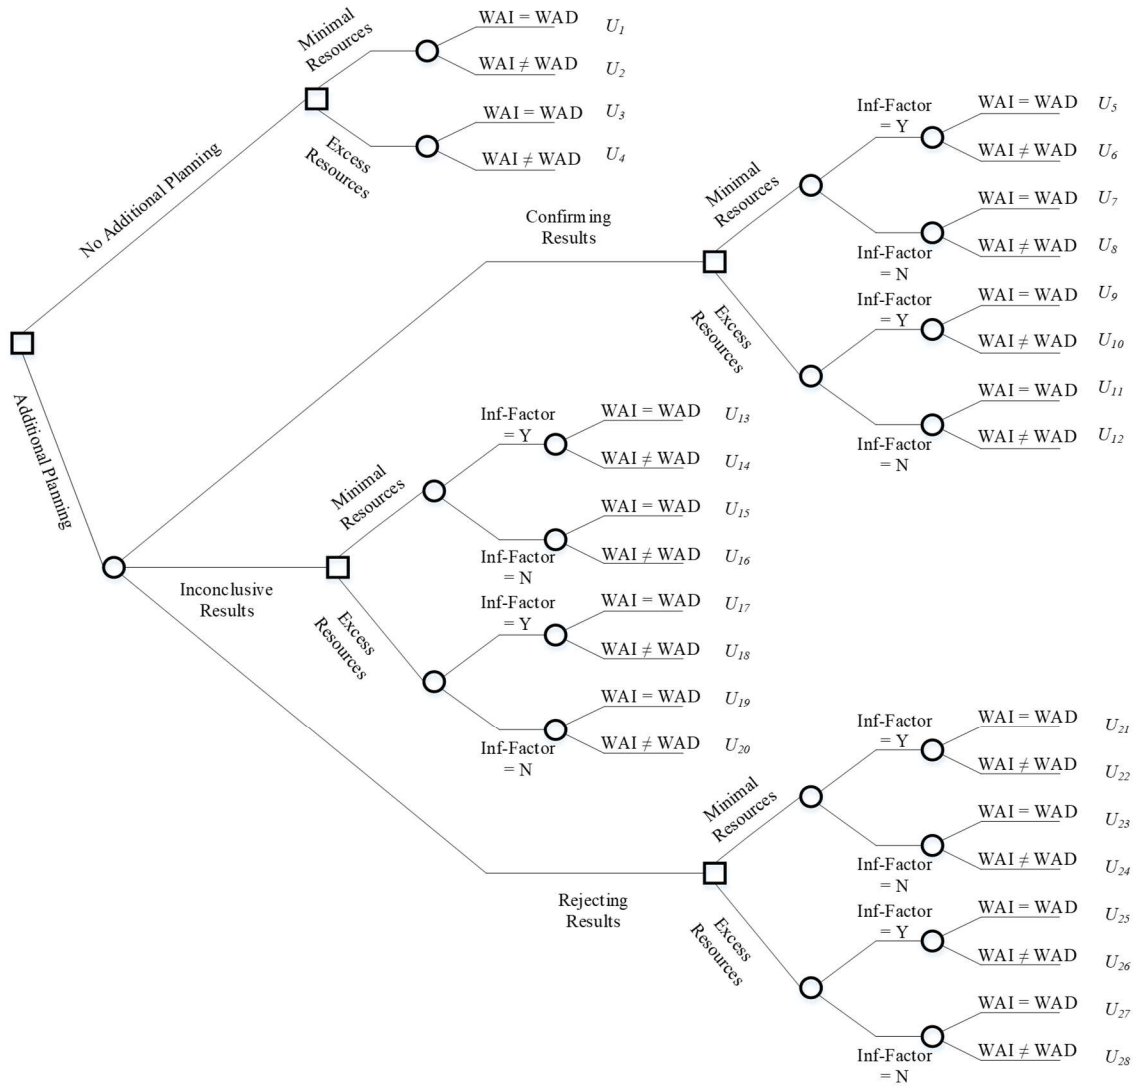 Minimal
Resources
WAI = WAD U1
WAI ≠ WAD U2
Excess
Resources
WAI = WAD U3
WAI ≠ WAD U4
No Additional Planning
Additional Planning
Confirming
Results
Minimal
Resources
Inf-Factor
= Y
WAI = WAD U5
WAI ≠ WAD U6
Inf-Factor
= N
WAI = WAD U7
WAI ≠ WAD U8
Excess
Resources
Inf-Factor
= Y
WAI = WAD U9
WAI ≠ WAD U10
Inf-Factor
= N
WAI = WAD U11
WAI ≠ WAD U12
Inconclusive
Results
Minimal
Resources
Inf-Factor
= Y
WAI = WAD U13
WAI ≠ WAD U14
Inf-Factor
= N
WAI = WAD U15
WAI ≠ WAD U16
Excess
Resources
Inf-Factor
= Y
WAI = WAD U17
WAI ≠ WAD U18
Inf-Factor
= N
WAI = WAD U19
WAI ≠ WAD U20
Rejecting
Results
Minimal
Resources
Inf-Factor
= Y
WAI = WAD U21
WAI ≠ WAD U22
Inf-Factor
= N
WAI = WAD U23
WAI ≠ WAD U24
Excess
Resources
Inf-Factor
= Y
WAI = WAD U25
WAI ≠ WAD U26
Inf-Factor
= N
WAI = WAD U27
WAI ≠ WAD U28